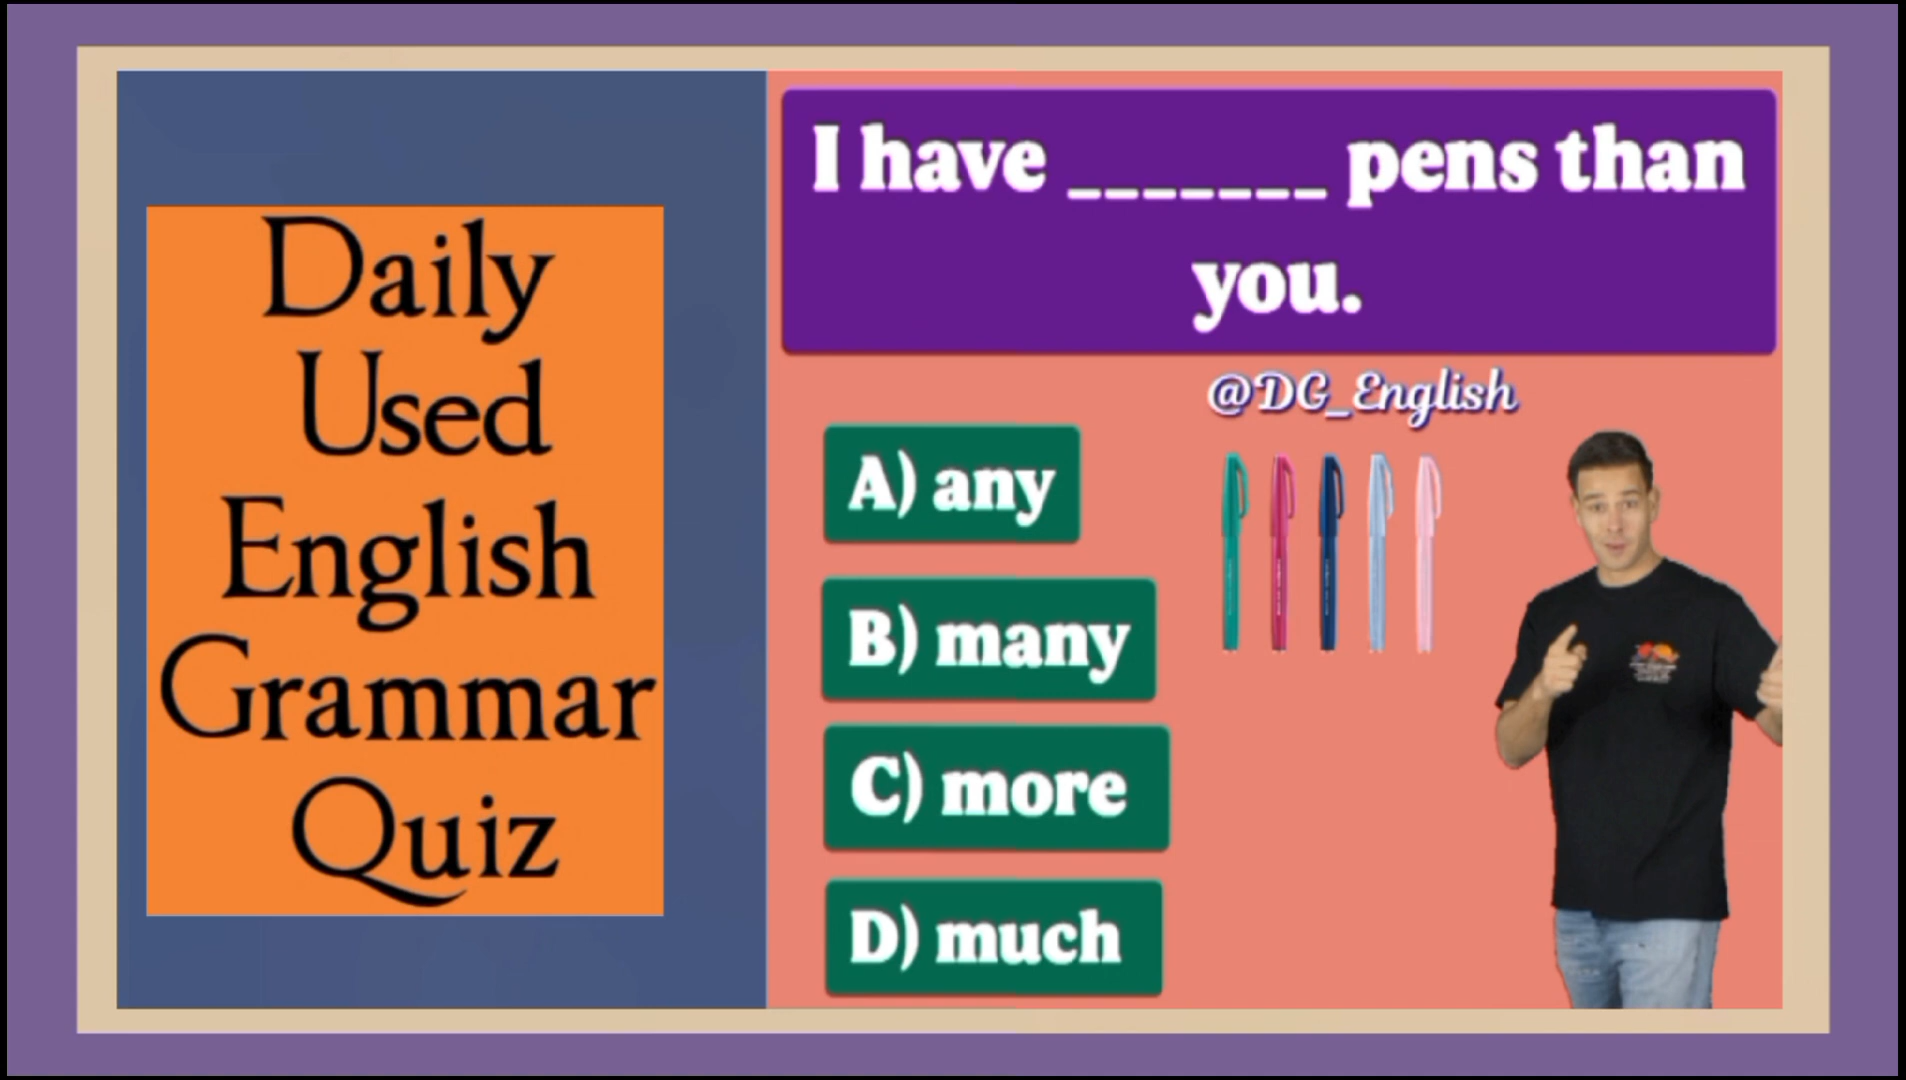 Daily
Used
English
Grammar
Quiz
I have _______ pens than
you.
@DG_English
A) any
B) many
C) more
D) much